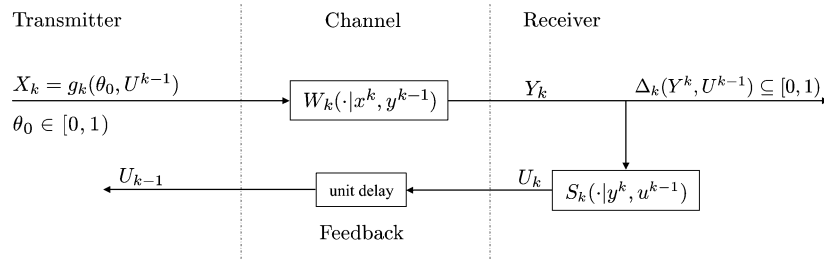 Transmitter
Channel
Receiver
X_k = g_k(θ_0, U^{k−1})
W_k(·|x^k, y^{k−1})
Y_k
Δ_k(Y^k, U^{k−1}) ⊆ [0, 1)
θ_0 ∈ [0, 1)
U_{k−1}
unit delay
U_k
S_k(·|y^k, u^{k−1})
Feedback